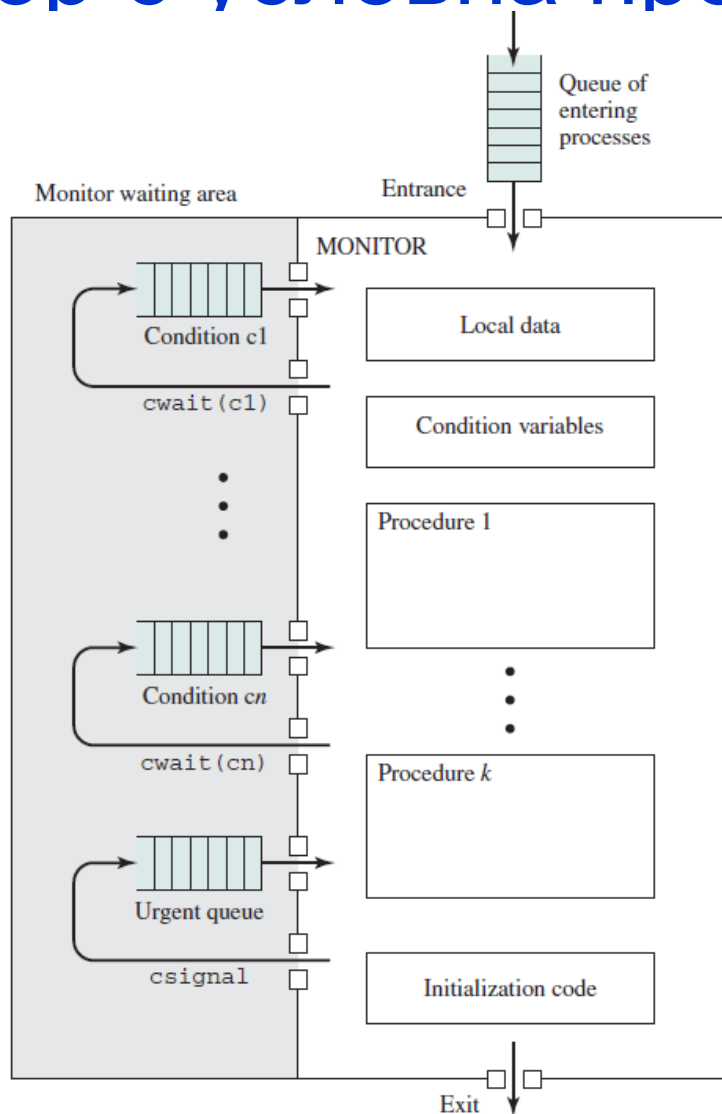 Queue of
entering
processes
Monitor waiting area
Entrance
MONITOR
Condition c1
Local data
cwait(c1)
Condition variables
Procedure 1
Condition cn
cwait(cn)
Procedure k
Urgent queue
csignal
Initialization code
Exit